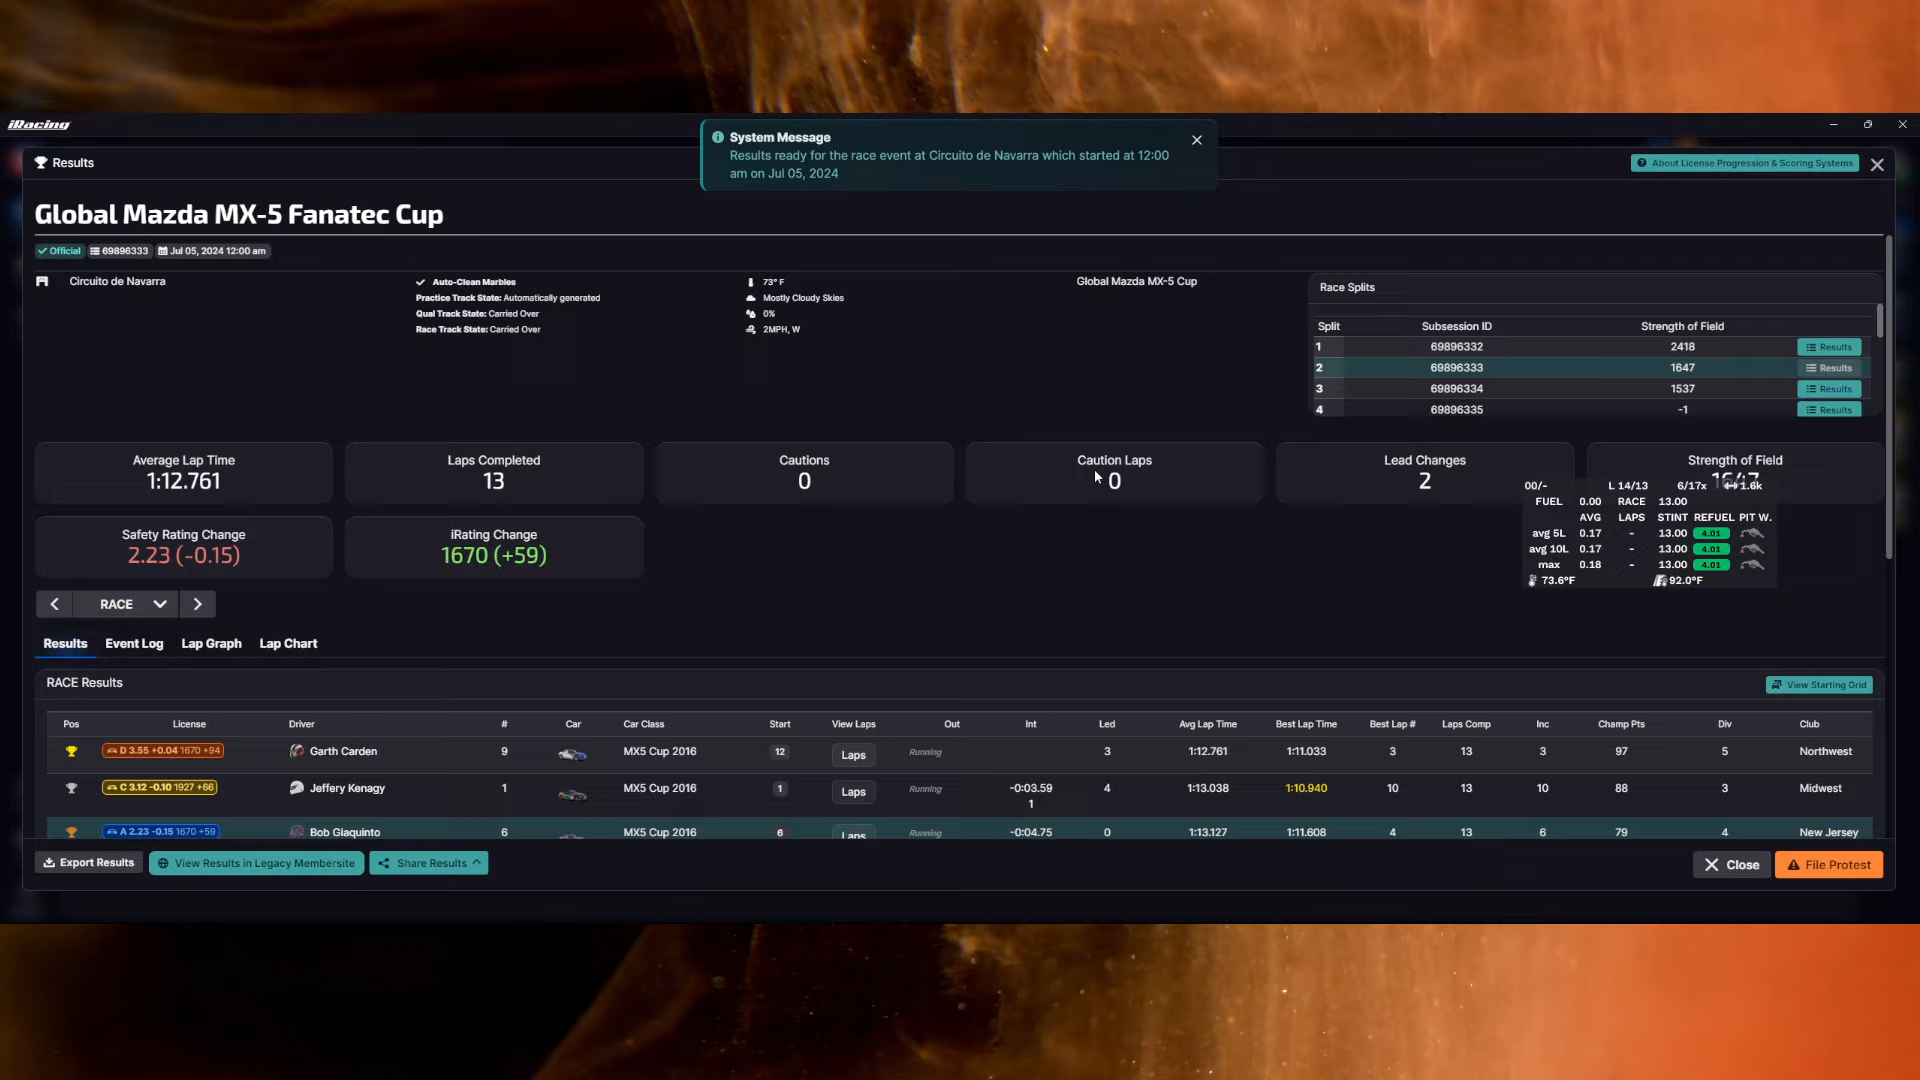 iRacing
System Message
Results ready for the race event at Circuito de Navarra which started at 12:00
am on Jul 05, 2024
Results
About License Progression & Scoring Systems
Global Mazda MX-5 Fanatec Cup
Official 69896333 Jul 05, 2024 12:00 am
Circuito de Navarra
Auto-Clean Marbles
Practice Track State: Automatically generated
Qual Track State: Carried Over
Race Track State: Carried Over
73° F
Mostly Cloudy Skies
0%
2MPH, W
Global Mazda MX-5 Cup
Race Splits
Split Subsession ID Strength of Field
1 69896332 2418 Results
2 69896333 1647 Results
3 69896334 1537 Results
4 69896335 -1 Results
Average Lap Time
1:12.761
Laps Completed
13
Cautions
0
Caution Laps
0
Lead Changes
2
Strength of Field
1647
00/- L 14/13 6/17x 1.6k
FUEL 0.00 RACE 13.00
AVG LAPS STINT REFUEL PIT W.
avg 5L 0.17 - 13.00 4.01
avg 10L 0.17 - 13.00 4.01
max 0.18 - 13.00 4.01
73.6°F 92.0°F
Safety Rating Change
2.23 (-0.15)
iRating Change
1670 (+59)
RACE
Results Event Log Lap Graph Lap Chart
RACE Results
View Starting Grid
Pos License Driver # Car Car Class Start View Laps Out Int Led Avg Lap Time Best Lap Time Best Lap # Laps Comp Inc Champ Pts Div Club
D 3.55 +0.04 1670 +94 Garth Carden 9 MX5 Cup 2016 12 Laps Running 3 1:12.761 1:11.033 3 13 3 97 5 Northwest
C 3.12 -0.10 1927 +66 Jeffery Kenagy 1 MX5 Cup 2016 1 Laps Running -0:03.59
1 4 1:13.038 1:10.940 10 13 10 88 3 Midwest
A 2.23 -0.15 1670 +59 Bob Giaquinto 6 MX5 Cup 2016 6 Laps Running -0:04.75 0 1:13.127 1:11.608 4 13 6 79 4 New Jersey
Export Results View Results in Legacy Membersite Share Results
Close File Protest